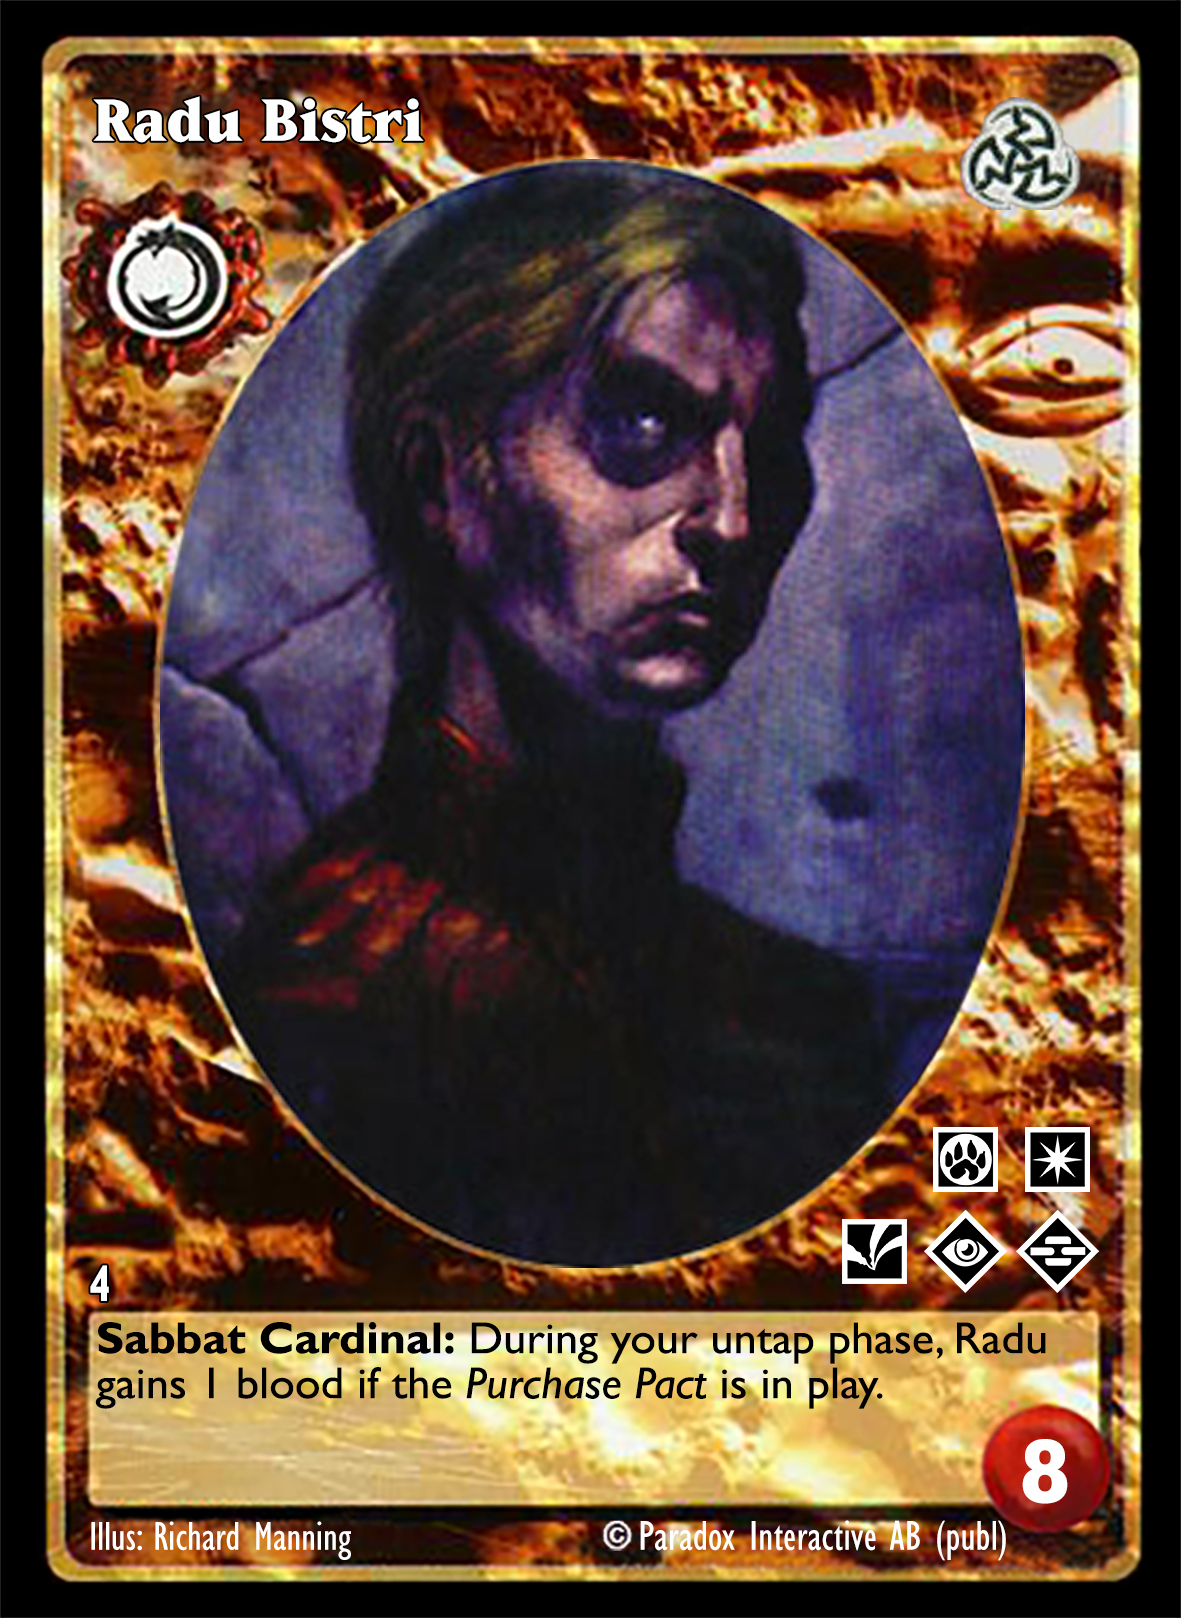 Radu Bistri
4
Sabbat Cardinal: During your untap phase, Radu
gains 1 blood if the Purchase Pact is in play.
8
Illus: Richard Manning © Paradox Interactive AB (publ)